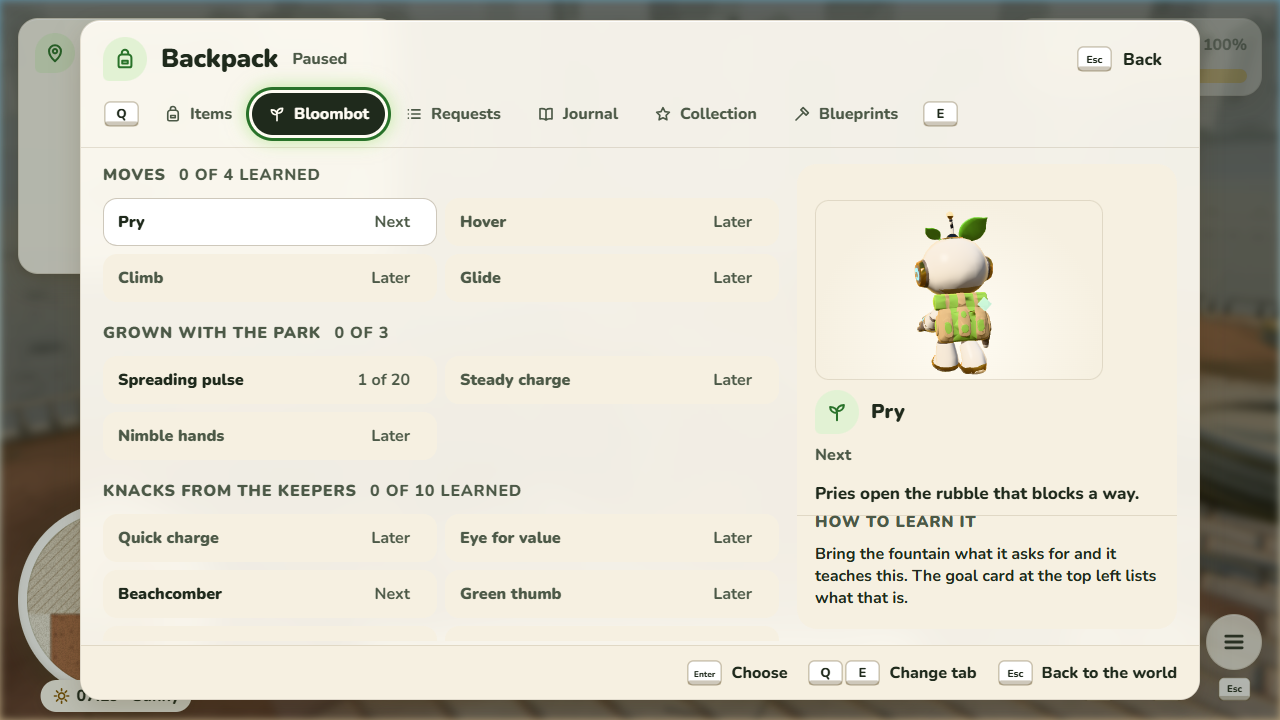 Backpack Paused
Esc Back
100%
Q Items Bloombot Requests Journal Collection Blueprints E
MOVES 0 OF 4 LEARNED
Pry Next
Hover Later
Climb Later
Glide Later
GROWN WITH THE PARK 0 OF 3
Spreading pulse 1 of 20
Steady charge Later
Nimble hands Later
KNACKS FROM THE KEEPERS 0 OF 10 LEARNED
Quick charge Later
Eye for value Later
Beachcomber Next
Green thumb Later
Pry
Next
Pries open the rubble that blocks a way.
HOW TO LEARN IT
Bring the fountain what it asks for and it
teaches this. The goal card at the top left lists
what that is.
Enter Choose Q E Change tab Esc Back to the world
Esc